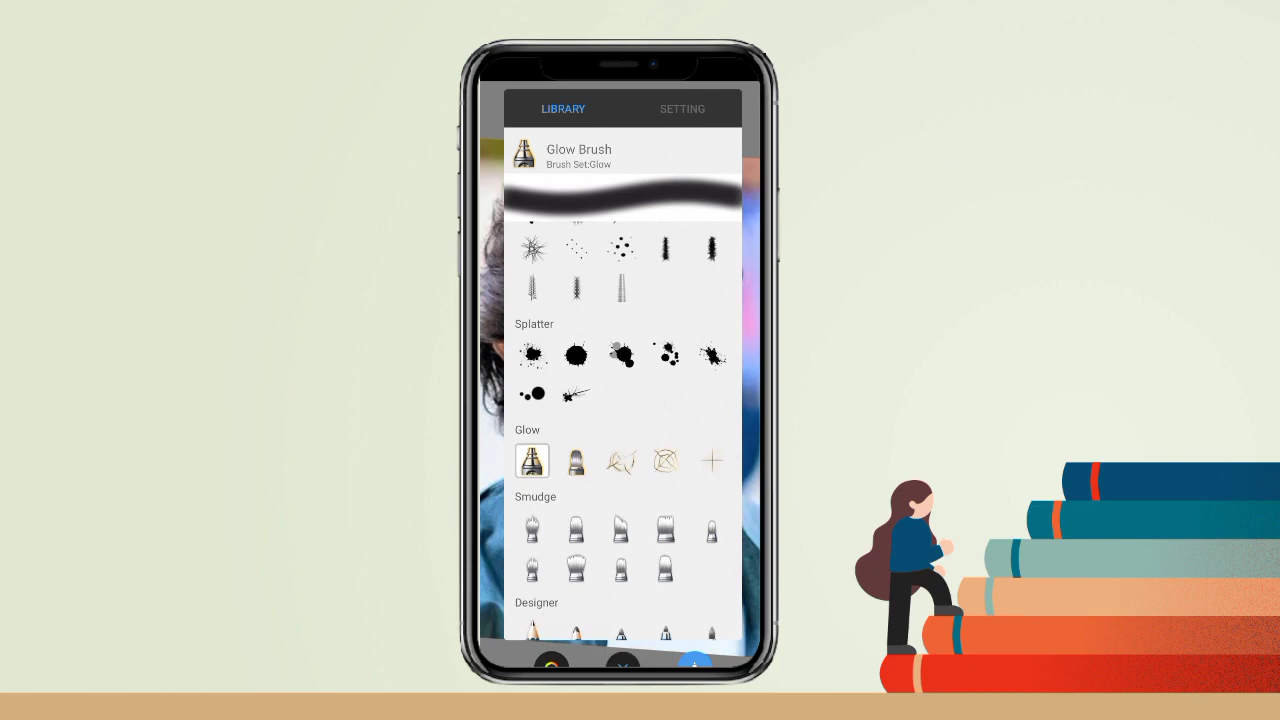 LIBRARY SETTING
Glow Brush
Brush Set:Glow
Splatter
Glow
Smudge
Designer